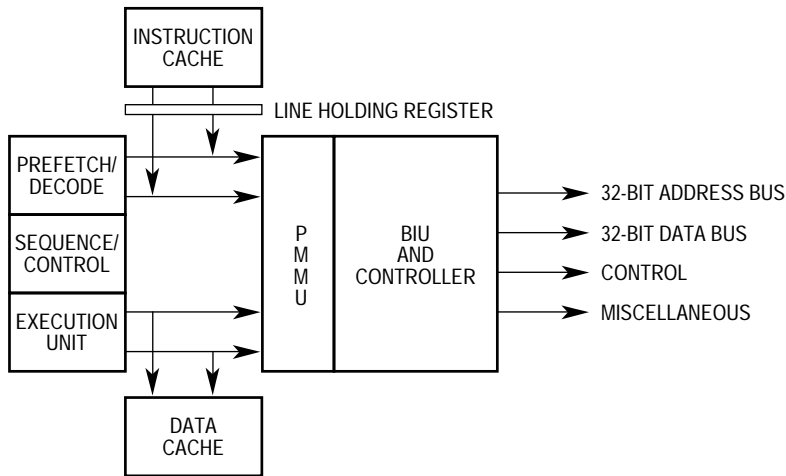 INSTRUCTION
CACHE
LINE HOLDING REGISTER
PREFETCH/
DECODE
SEQUENCE/
CONTROL
EXECUTION
UNIT
P
M
M
U
BIU
AND
CONTROLLER
32-BIT ADDRESS BUS
32-BIT DATA BUS
CONTROL
MISCELLANEOUS
DATA
CACHE